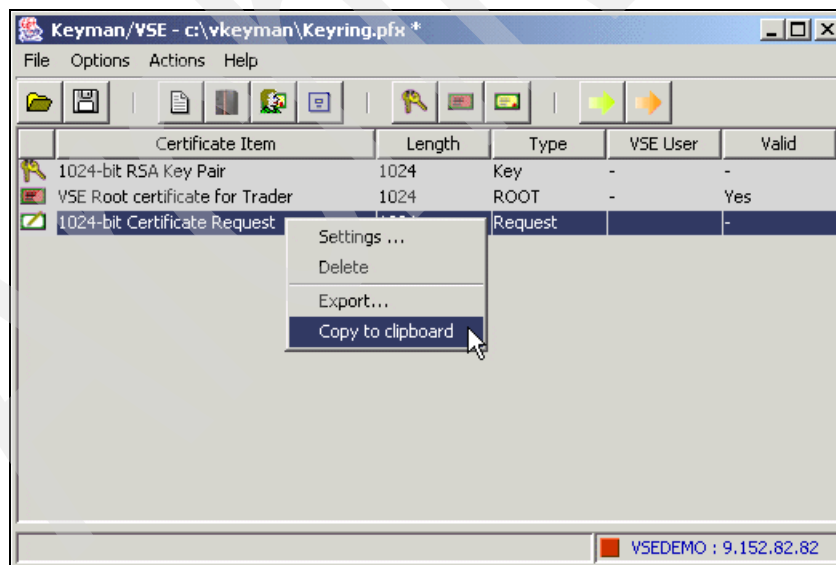 Keyman/VSE - c:\vkeyman\Keyring.pfx *
File Options Actions Help
Certificate Item Length Type VSE User Valid
1024-bit RSA Key Pair 1024 Key - -
VSE Root certificate for Trader 1024 ROOT - Yes
1024-bit Certificate Request Request -
Settings ...
Delete
Export...
Copy to clipboard
VSEDEMO : 9.152.82.82